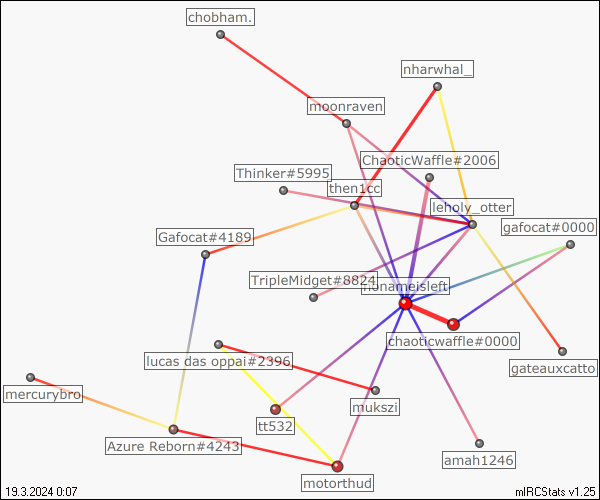 chobham.
nharwhal_
moonraven
ChaoticWaffle#2006
Thinker#5995
then1cc
leholy_otter
gafocat#0000
Gafocat#4189
TripleMidget#8824
nonameisleft
chaoticwaffle#0000
lucas das oppai#2396
gateauxcatto
mercurybro
mukszi
tt532
Azure Reborn#4243
amah1246
motorthud
19.3.2024 0:07
mIRCStats v1.25